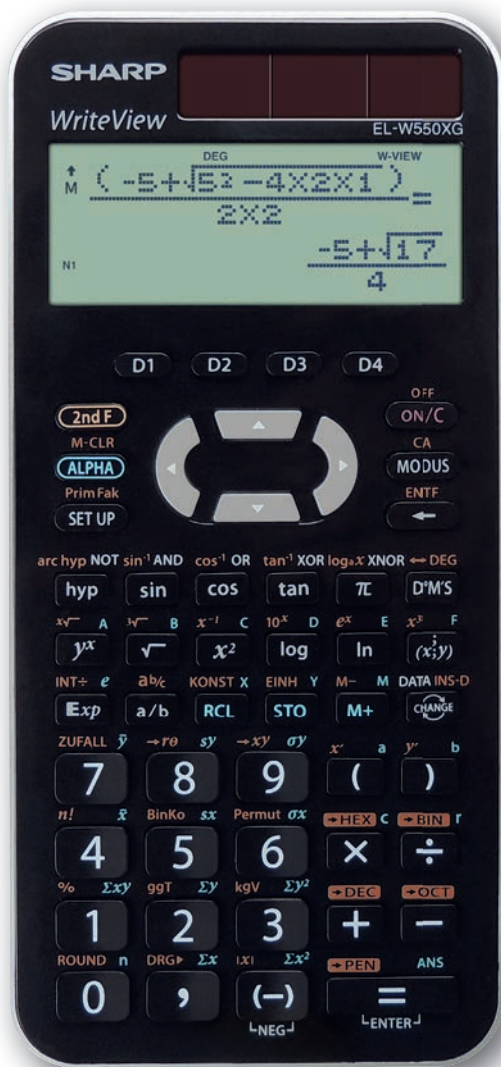 SHARP
WriteView
EL-W550XG
DEG W-VIEW
M (-5+√5²-4×2×1)
2×2 =
N1 -5+√17
4
D1 D2 D3 D4
OFF
2nd F ON/C
M-CLR CA
ALPHA MODUS
Prim Fak ENTF
SET UP ←
arc hyp NOT sin⁻¹ AND cos⁻¹ OR tan⁻¹ XOR logₐx XNOR ⇔DEG
hyp sin cos tan π D°M'S
ˣ√ A ³√ B x⁻¹ C 10ˣ D eˣ E x³ F
yˣ √ x² log ln (x;y)
INT÷ e ab/c KONST X EINH Y M- M DATA INS-D
Exp a/b RCL STO M+ CHANGE
ZUFALL ȳ →rθ sy →xy σy x' a y' b
7 8 9 ( )
n! x̄ BinKo sx Permut σx →HEX c →BIN r
4 5 6 × ÷
% Σxy ggT Σy kgV Σy² →DEC →OCT
1 2 3 + −
ROUND n DRG▸ Σx |x| Σx² →PEN ANS
0 , (−) =
NEG ENTER